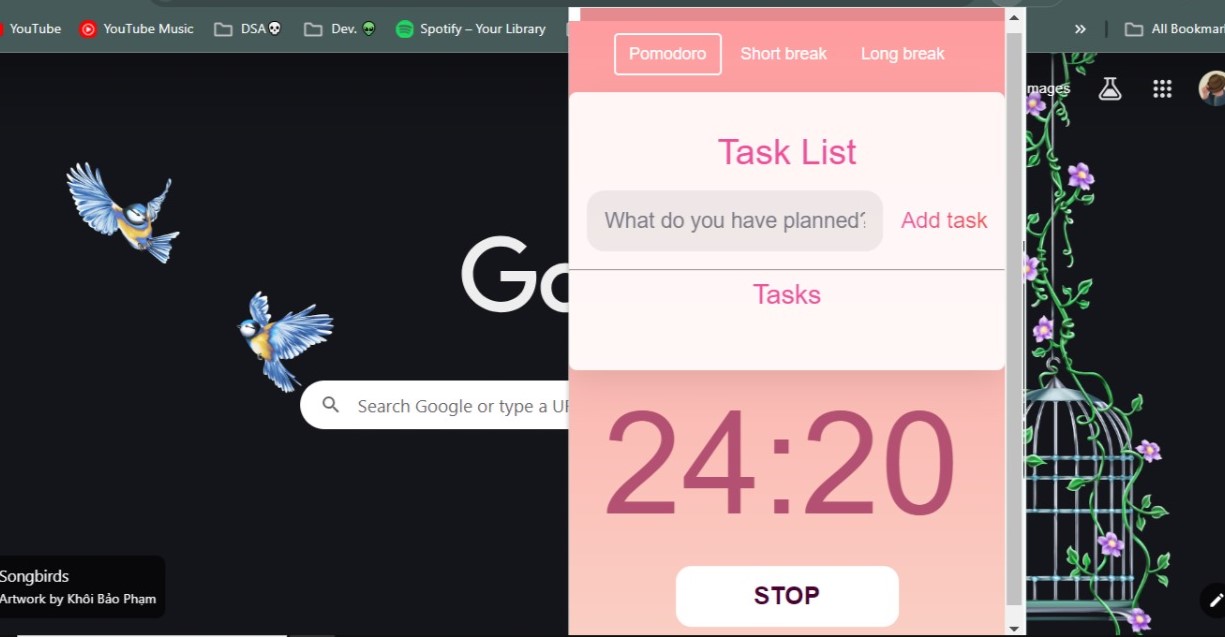 YouTube YouTube Music DSA💀 Dev. 👽 Spotify – Your Library » All Bookmar
Pomodoro Short break Long break
mages
Task List
What do you have planned? Add task
Go
Tasks
Search Google or type a UR
24:20
Songbirds
STOP
Artwork by Khôi Bảo Phạm